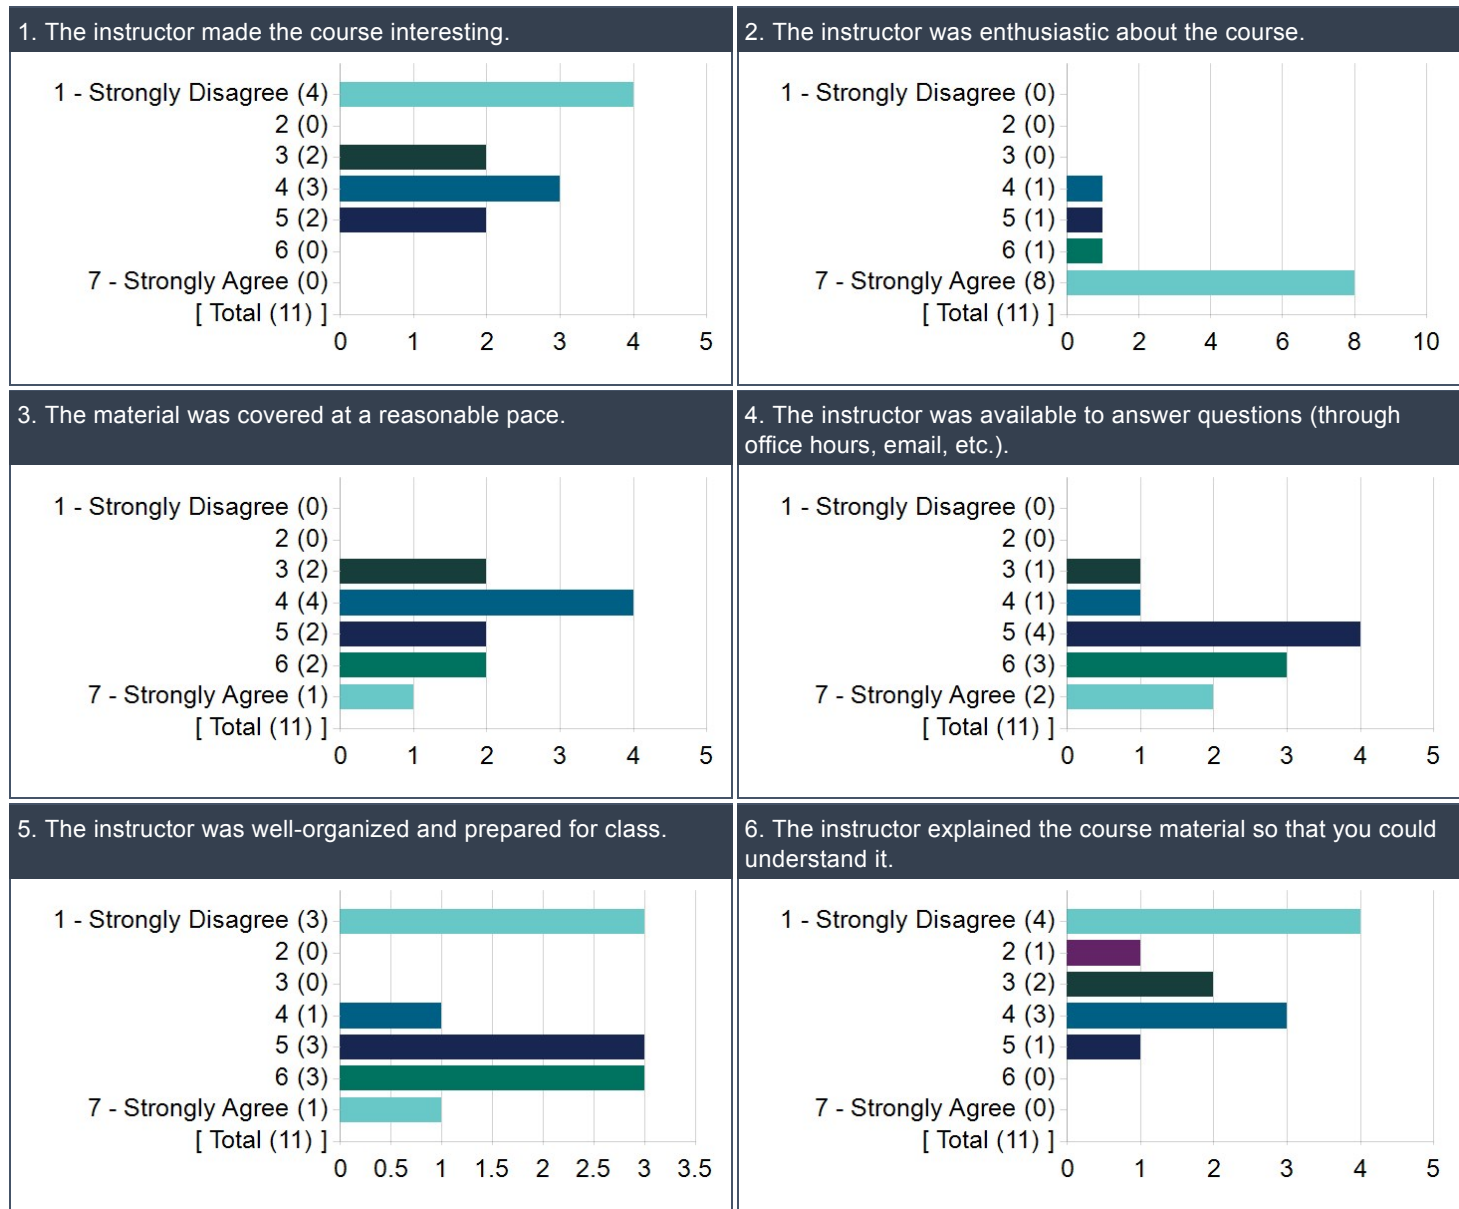 1. The instructor made the course interesting.
1 - Strongly Disagree (4)
2 (0)
3 (2)
4 (3)
5 (2)
6 (0)
7 - Strongly Agree (0)
[ Total (11) ]
0 1 2 3 4 5
2. The instructor was enthusiastic about the course.
1 - Strongly Disagree (0)
2 (0)
3 (0)
4 (1)
5 (1)
6 (1)
7 - Strongly Agree (8)
[ Total (11) ]
0 2 4 6 8 10
3. The material was covered at a reasonable pace.
1 - Strongly Disagree (0)
2 (0)
3 (2)
4 (4)
5 (2)
6 (2)
7 - Strongly Agree (1)
[ Total (11) ]
0 1 2 3 4 5
4. The instructor was available to answer questions (through
office hours, email, etc.).
1 - Strongly Disagree (0)
2 (0)
3 (1)
4 (1)
5 (4)
6 (3)
7 - Strongly Agree (2)
[ Total (11) ]
0 1 2 3 4 5
5. The instructor was well-organized and prepared for class.
1 - Strongly Disagree (3)
2 (0)
3 (0)
4 (1)
5 (3)
6 (3)
7 - Strongly Agree (1)
[ Total (11) ]
0 0.5 1 1.5 2 2.5 3 3.5
6. The instructor explained the course material so that you could
understand it.
1 - Strongly Disagree (4)
2 (1)
3 (2)
4 (3)
5 (1)
6 (0)
7 - Strongly Agree (0)
[ Total (11) ]
0 1 2 3 4 5